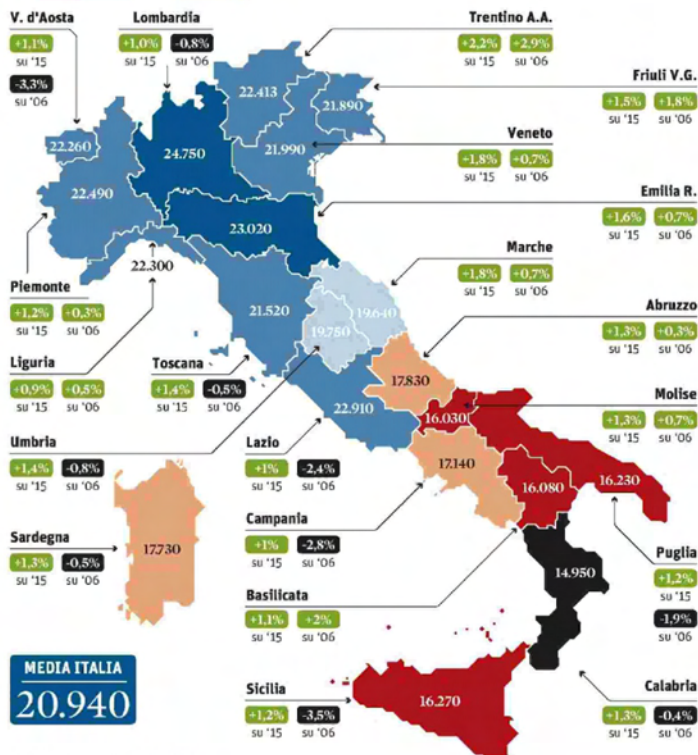 V. d'Aosta
+1,1%
su '15
-3,3%
su '06
Lombardia
+1,0% -0,8%
su '15 su '06
Trentino A.A.
+2,2% +2,9%
su '15 su '06
Friuli V.G.
+1,5% +1,8%
su '15 su '06
Veneto
+1,8% +0,7%
su '15 su '06
Emilia R.
+1,6% +0,7%
su '15 su '06
Marche
+1,8% +0,7%
su '15 su '06
Abruzzo
+1,3% +0,3%
su '15 su '06
Molise
+1,3% +0,7%
su '15 su '06
Piemonte
+1,2% +0,3%
su '15 su '06
Liguria
+0,9% +0,5%
su '15 su '06
Toscana
+1,4% -0,5%
su '15 su '06
Umbria
+1,4% -0,8%
su '15 su '06
Lazio
+1% -2,4%
su '15 su '06
Sardegna
+1,3% -0,5%
su '15 su '06
Campania
+1% -2,8%
su '15 su '06
Basilicata
+1,1% +2%
su '15 su '06
Puglia
+1,2%
su '15
-1,9%
su '06
Sicilia
+1,2% -3,5%
su '15 su '06
Calabria
+1,3% -0,4%
su '15 su '06
22.413
21.890
22.260
24.750
21.990
22.490
23.020
22.300
21.520
19.640
19.750
17.830
22.910
16.030
17.140
16.080
16.230
17.730
14.950
16.270
MEDIA ITALIA
20.940